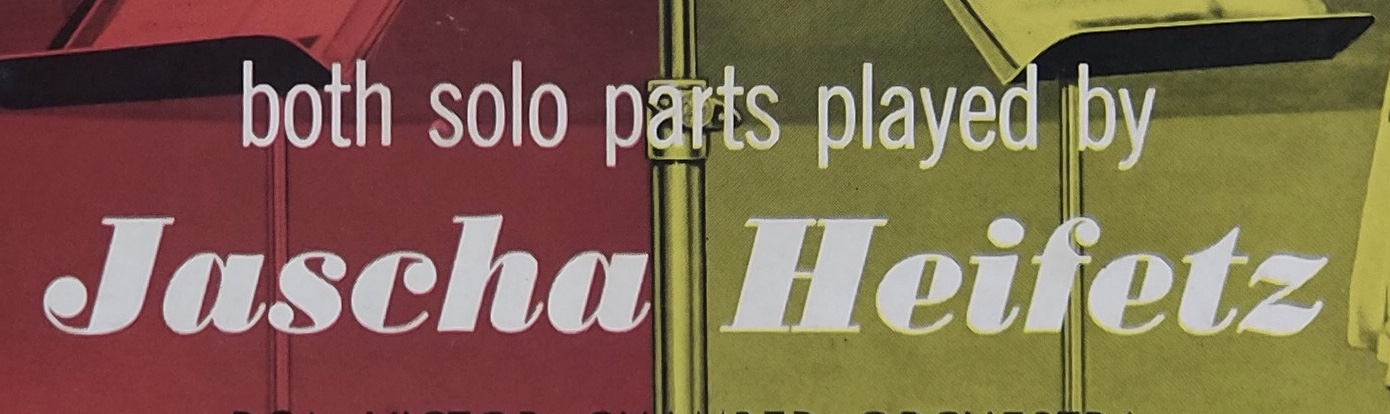 both solo parts played by
Jascha Heifetz